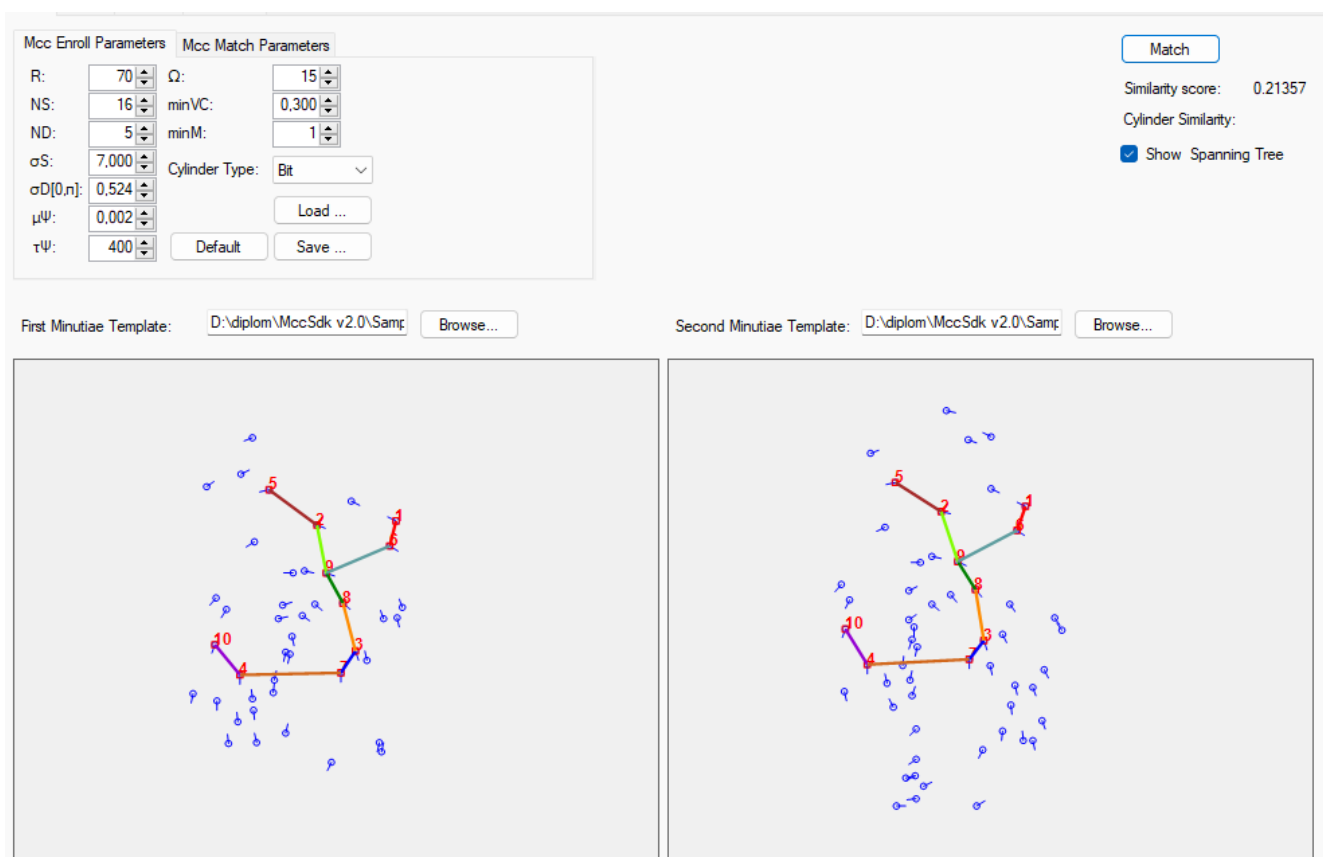 Mcc Enroll Parameters Mcc Match Parameters
R: 70 Ω: 15
NS: 16 minVC: 0,300
ND: 5 minM: 1
σS: 7,000 Cylinder Type: Bit
σD[0,п]: 0,524
μΨ: 0,002 Load ...
τΨ: 400 Default Save ...
Match
Similarity score: 0.21357
Cylinder Similarity:
Show Spanning Tree
First Minutiae Template: D:\diplom\MccSdk v2.0\Samp Browse...
Second Minutiae Template: D:\diplom\MccSdk v2.0\Samp Browse...
5
1
2
6
9
8
10
3
4
7
5
1
2
6
9
8
10
3
4
7